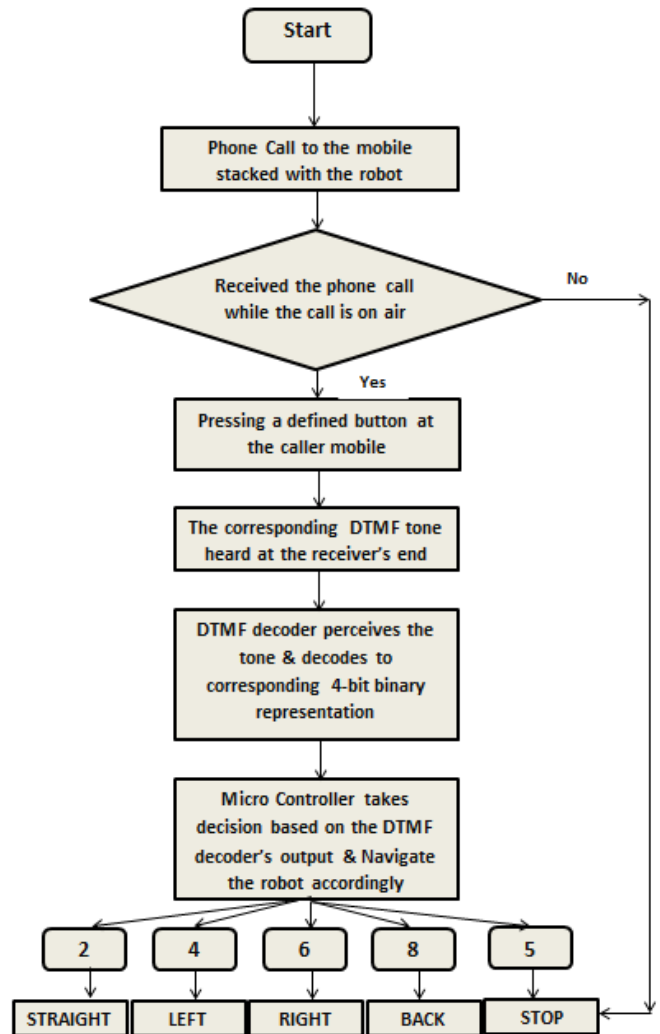 Start
Phone Call to the mobile
stacked with the robot
Received the phone call
while the call is on air
No
Yes
Pressing a defined button at
the caller mobile
The corresponding DTMF tone
heard at the receiver's end
DTMF decoder perceives the
tone & decodes to
corresponding 4-bit binary
representation
Micro Controller takes
decision based on the DTMF
decoder's output & Navigate
the robot accordingly
2 4 6 8 5
STRAIGHT LEFT RIGHT BACK STOP